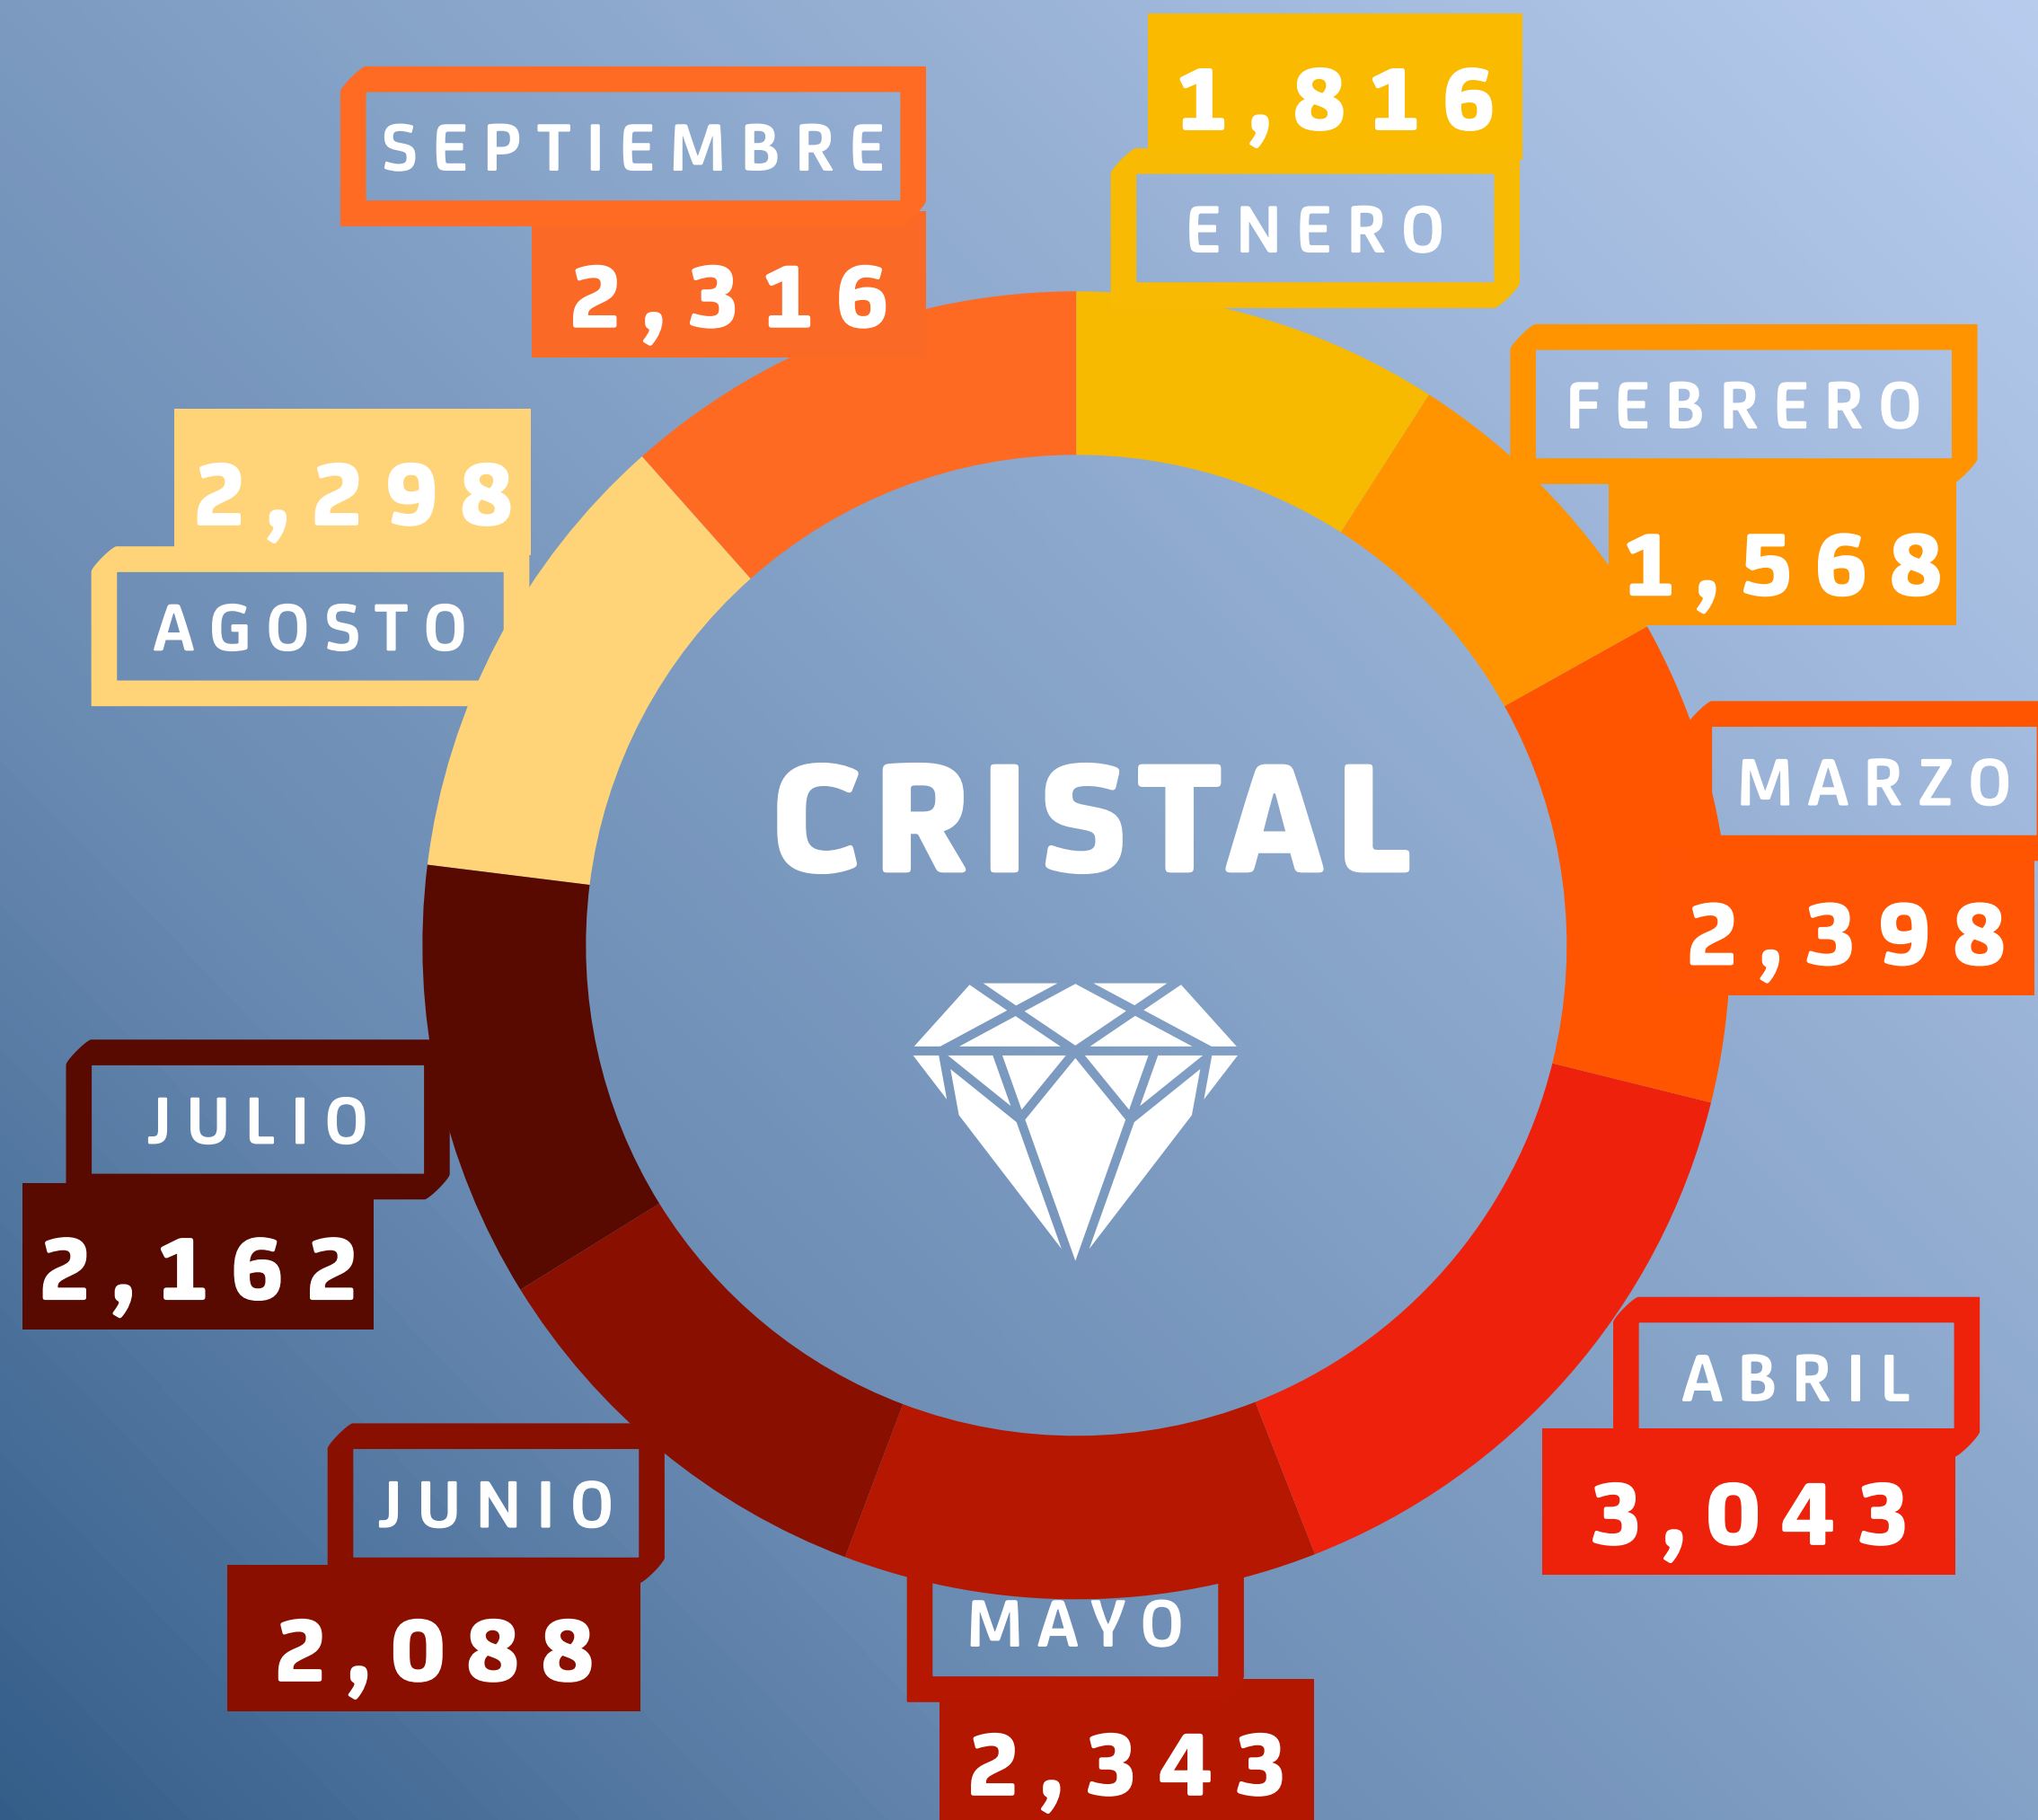 CRISTAL
1,816
ENERO
FEBRERO
1,568
MARZO
2,398
ABRIL
3,043
MAYO
2,343
JUNIO
2,088
JULIO
2,162
2,298
AGOSTO
SEPTIEMBRE
2,316